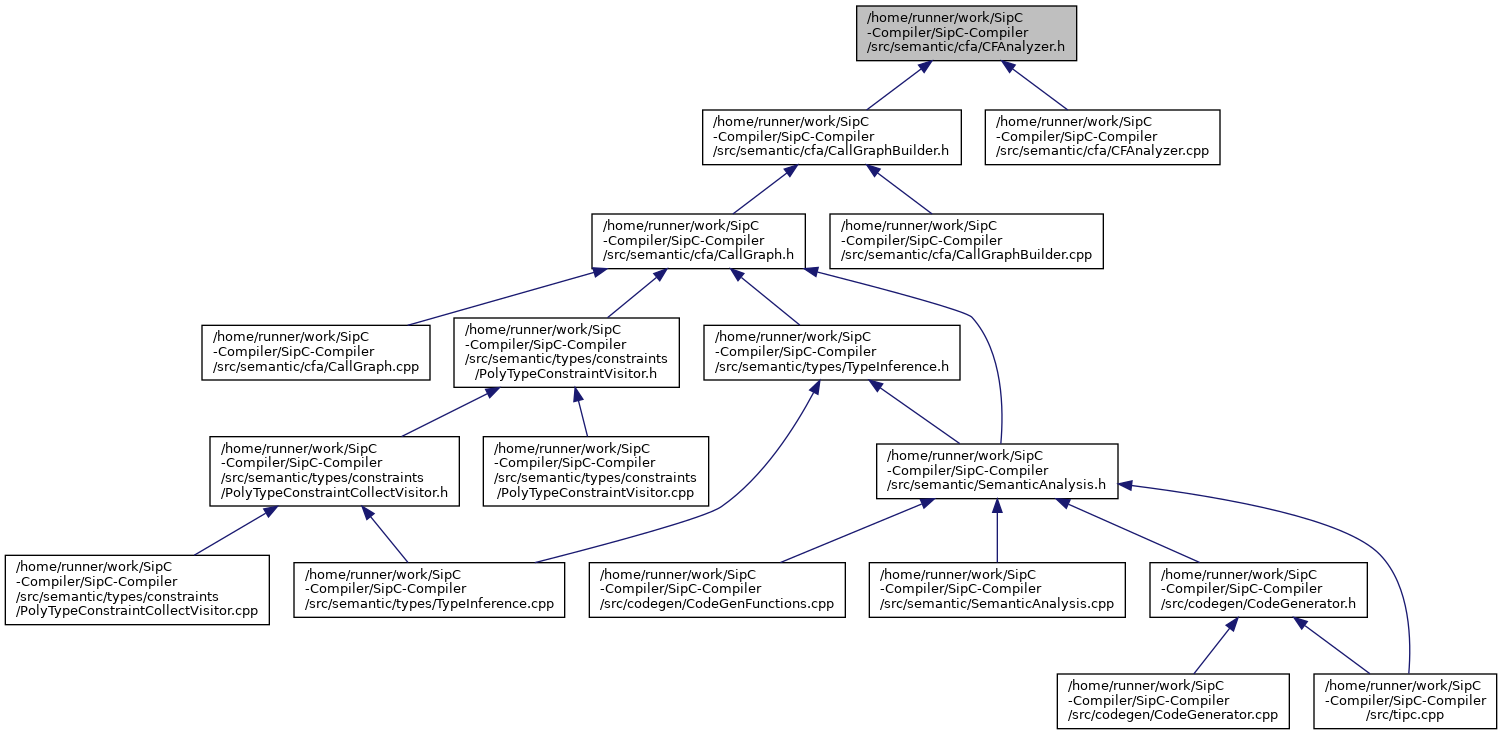 /home/runner/work/SipC
-Compiler/SipC-Compiler
/src/semantic/cfa/CFAnalyzer.h
/home/runner/work/SipC
-Compiler/SipC-Compiler
/src/semantic/cfa/CallGraphBuilder.h
/home/runner/work/SipC
-Compiler/SipC-Compiler
/src/semantic/cfa/CFAnalyzer.cpp
/home/runner/work/SipC
-Compiler/SipC-Compiler
/src/semantic/cfa/CallGraph.h
/home/runner/work/SipC
-Compiler/SipC-Compiler
/src/semantic/cfa/CallGraphBuilder.cpp
/home/runner/work/SipC
-Compiler/SipC-Compiler
/src/semantic/cfa/CallGraph.cpp
/home/runner/work/SipC
-Compiler/SipC-Compiler
/src/semantic/types/constraints
/PolyTypeConstraintVisitor.h
/home/runner/work/SipC
-Compiler/SipC-Compiler
/src/semantic/types/TypeInference.h
/home/runner/work/SipC
-Compiler/SipC-Compiler
/src/semantic/types/constraints
/PolyTypeConstraintCollectVisitor.h
/home/runner/work/SipC
-Compiler/SipC-Compiler
/src/semantic/types/constraints
/PolyTypeConstraintVisitor.cpp
/home/runner/work/SipC
-Compiler/SipC-Compiler
/src/semantic/SemanticAnalysis.h
/home/runner/work/SipC
-Compiler/SipC-Compiler
/src/semantic/types/constraints
/PolyTypeConstraintCollectVisitor.cpp
/home/runner/work/SipC
-Compiler/SipC-Compiler
/src/semantic/types/TypeInference.cpp
/home/runner/work/SipC
-Compiler/SipC-Compiler
/src/codegen/CodeGenFunctions.cpp
/home/runner/work/SipC
-Compiler/SipC-Compiler
/src/semantic/SemanticAnalysis.cpp
/home/runner/work/SipC
-Compiler/SipC-Compiler
/src/codegen/CodeGenerator.h
/home/runner/work/SipC
-Compiler/SipC-Compiler
/src/codegen/CodeGenerator.cpp
/home/runner/work/SipC
-Compiler/SipC-Compiler
/src/tipc.cpp